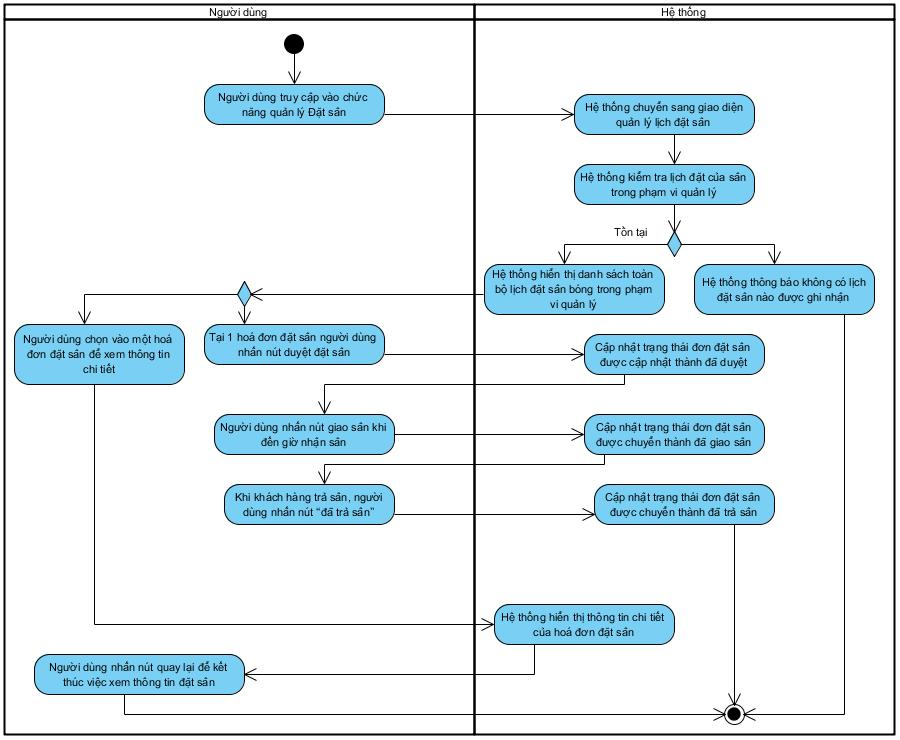 Người dùng
Hệ thống
Người dùng truy cập vào chức
năng quản lý Đặt sân
Hệ thống chuyển sang giao diện
quản lý lịch đặt sân
Hệ thống kiểm tra lịch đặt của sân
trong phạm vi quản lý
Tồn tại
Hệ thống hiển thị danh sách toàn
bộ lịch đặt sân bóng trong phạm
vi quản lý
Hệ thống thông báo không có lịch
đặt sân nào được ghi nhận
Người dùng chọn vào một hoá
đơn đặt sân để xem thông tin
chi tiết
Tại 1 hoá đơn đặt sân người dùng
nhấn nút duyệt đặt sân
Cập nhật trạng thái đơn đặt sân
được cập nhật thành đã duyệt
Người dùng nhấn nút giao sân khi
đến giờ nhận sân
Cập nhật trạng thái đơn đặt sân
được chuyển thành đã giao sân
Khi khách hàng trả sân, người
dùng nhấn nút “đã trả sân”
Cập nhật trạng thái đơn đặt sân
được chuyển thành đã trả sân
Hệ thống hiển thị thông tin chi tiết
của hoá đơn đặt sân
Người dùng nhấn nút quay lại để kết
thúc việc xem thông tin đặt sân